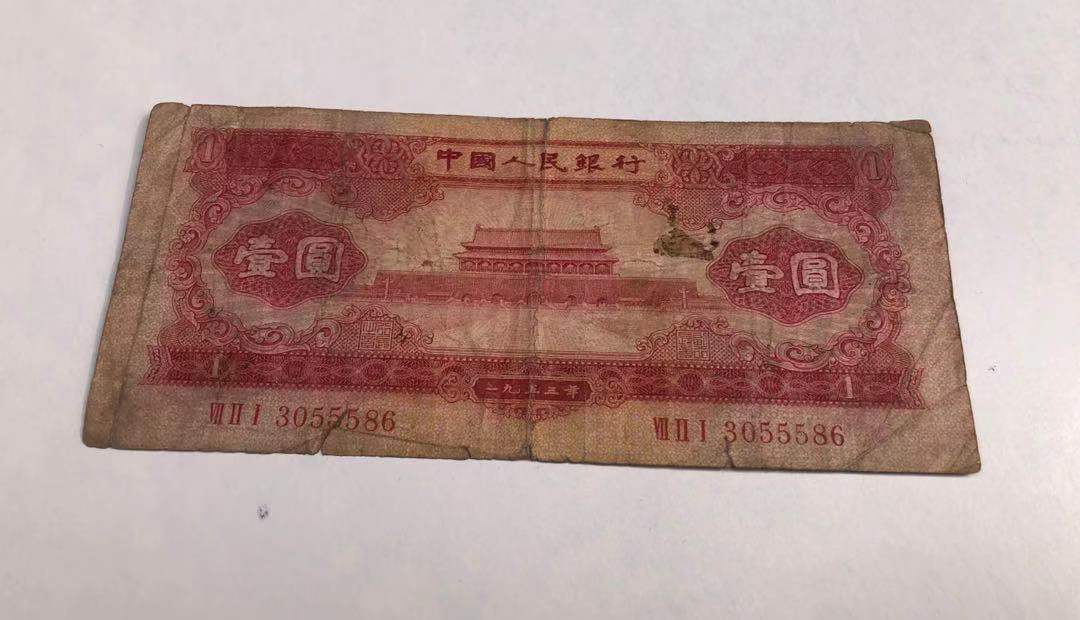 1 中國人民銀行 1
壹圓 壹圓
1 一九五三年 1
VIII II I 3055586 VIII II I 3055586